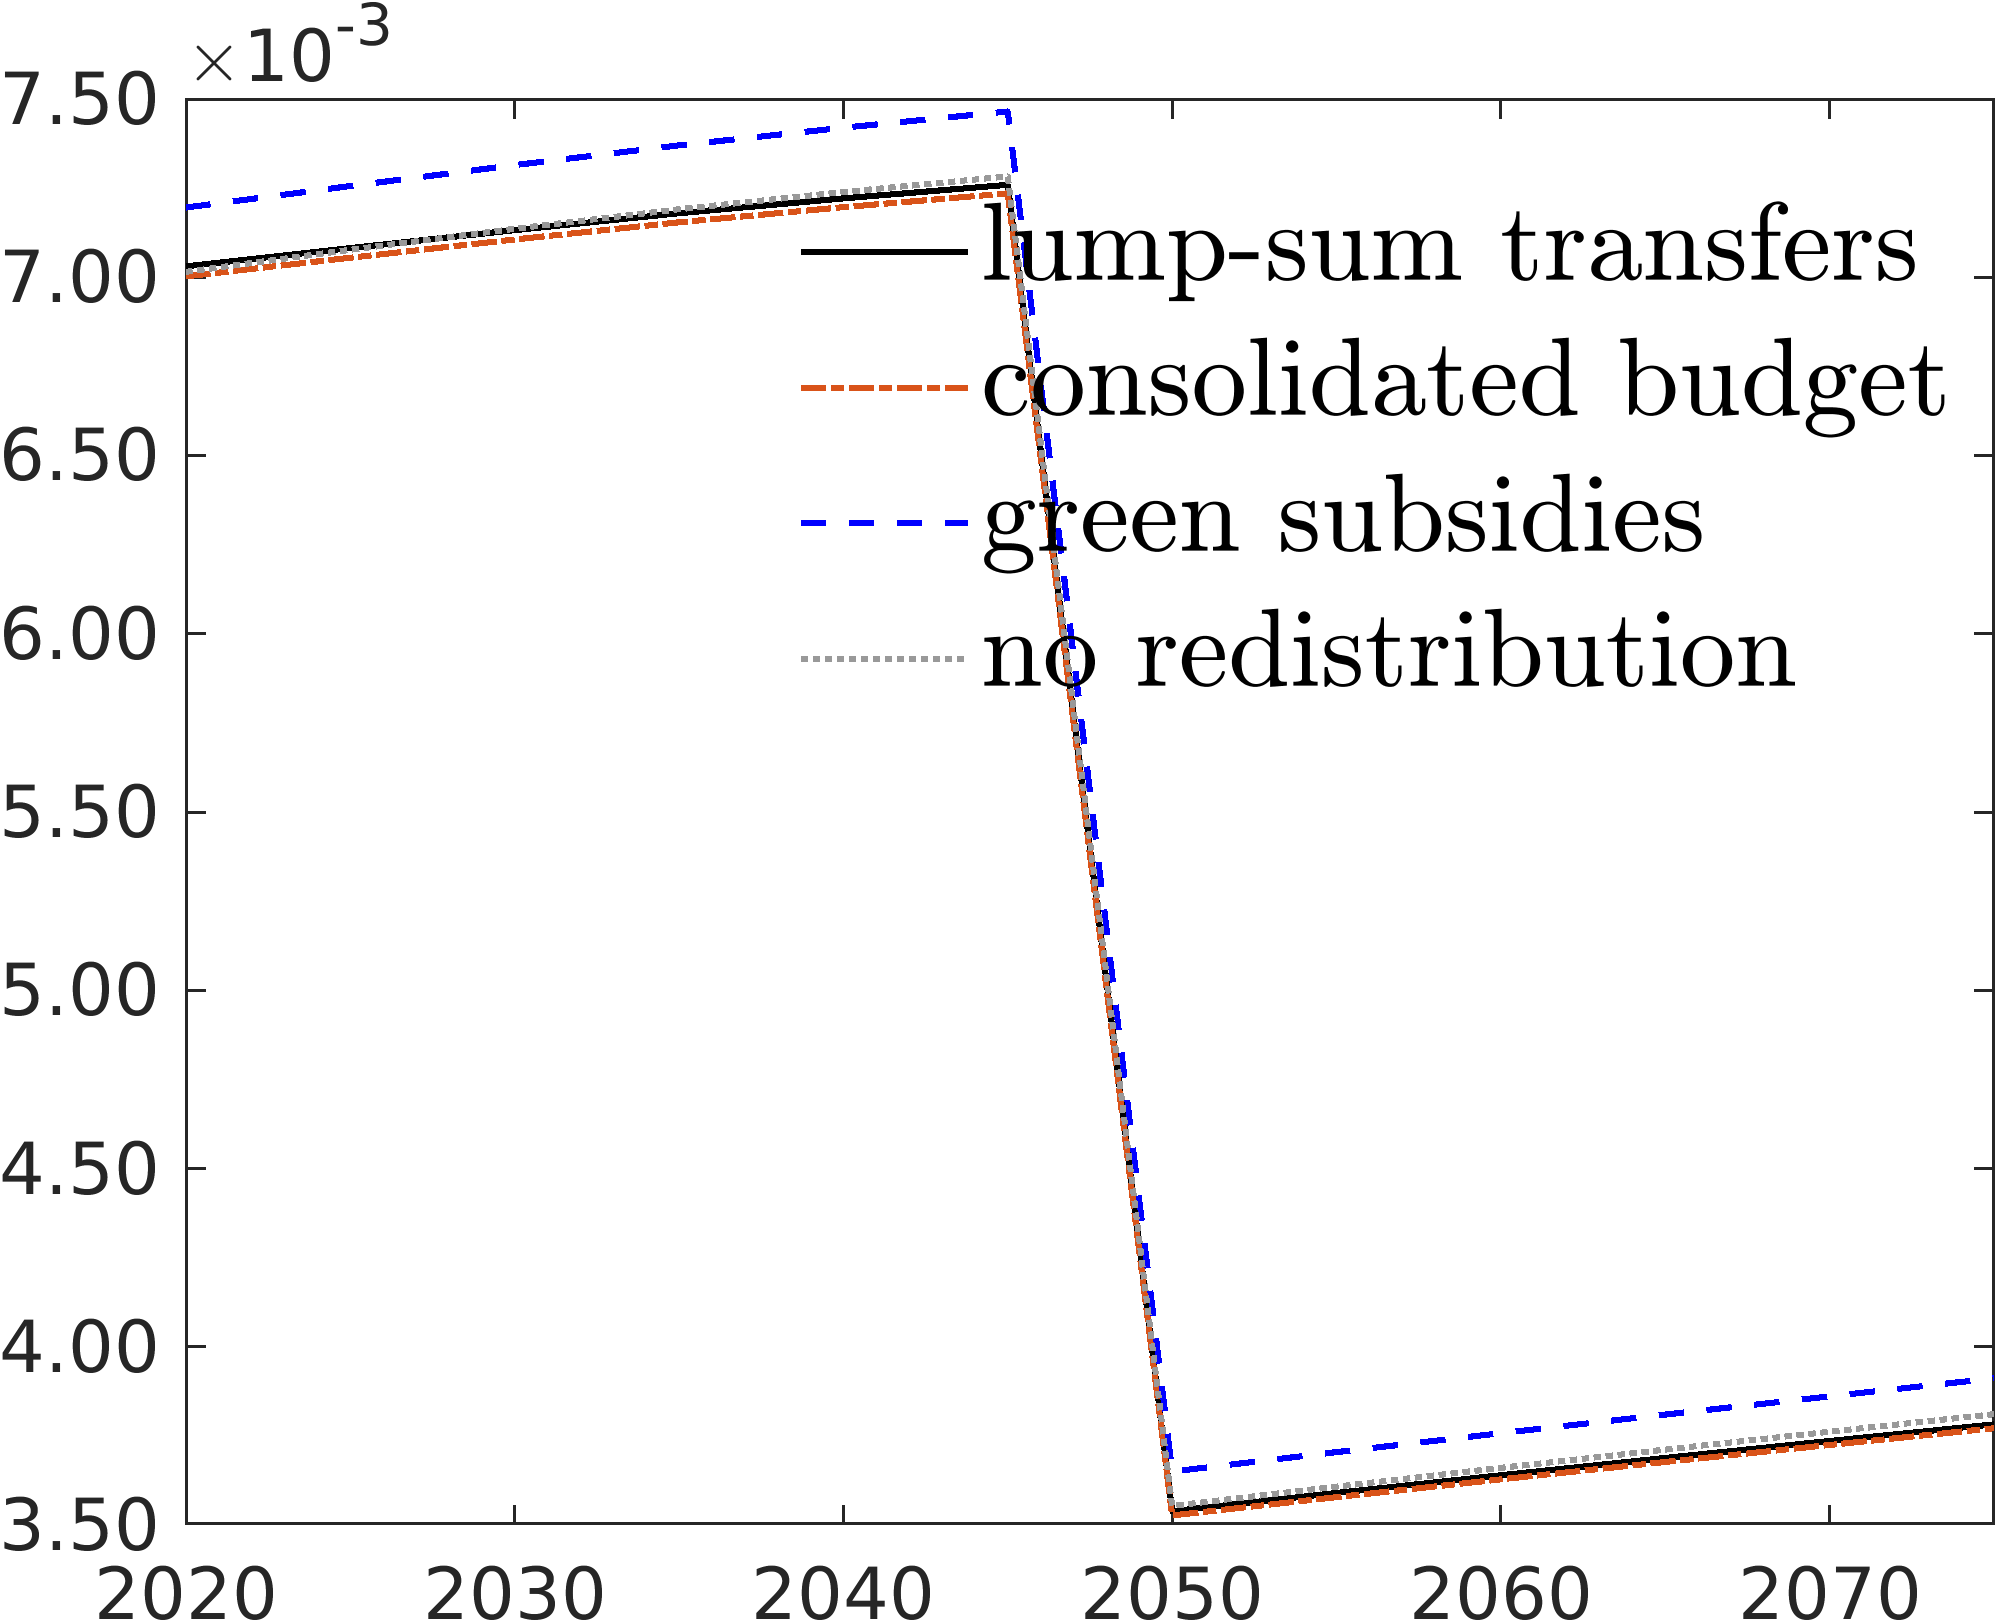 ×10-3
7.50
7.00
6.50
6.00
5.50
5.00
4.50
4.00
3.50
lump-sum transfers
consolidated budget
green subsidies
no redistribution
2020 2030 2040 2050 2060 2070